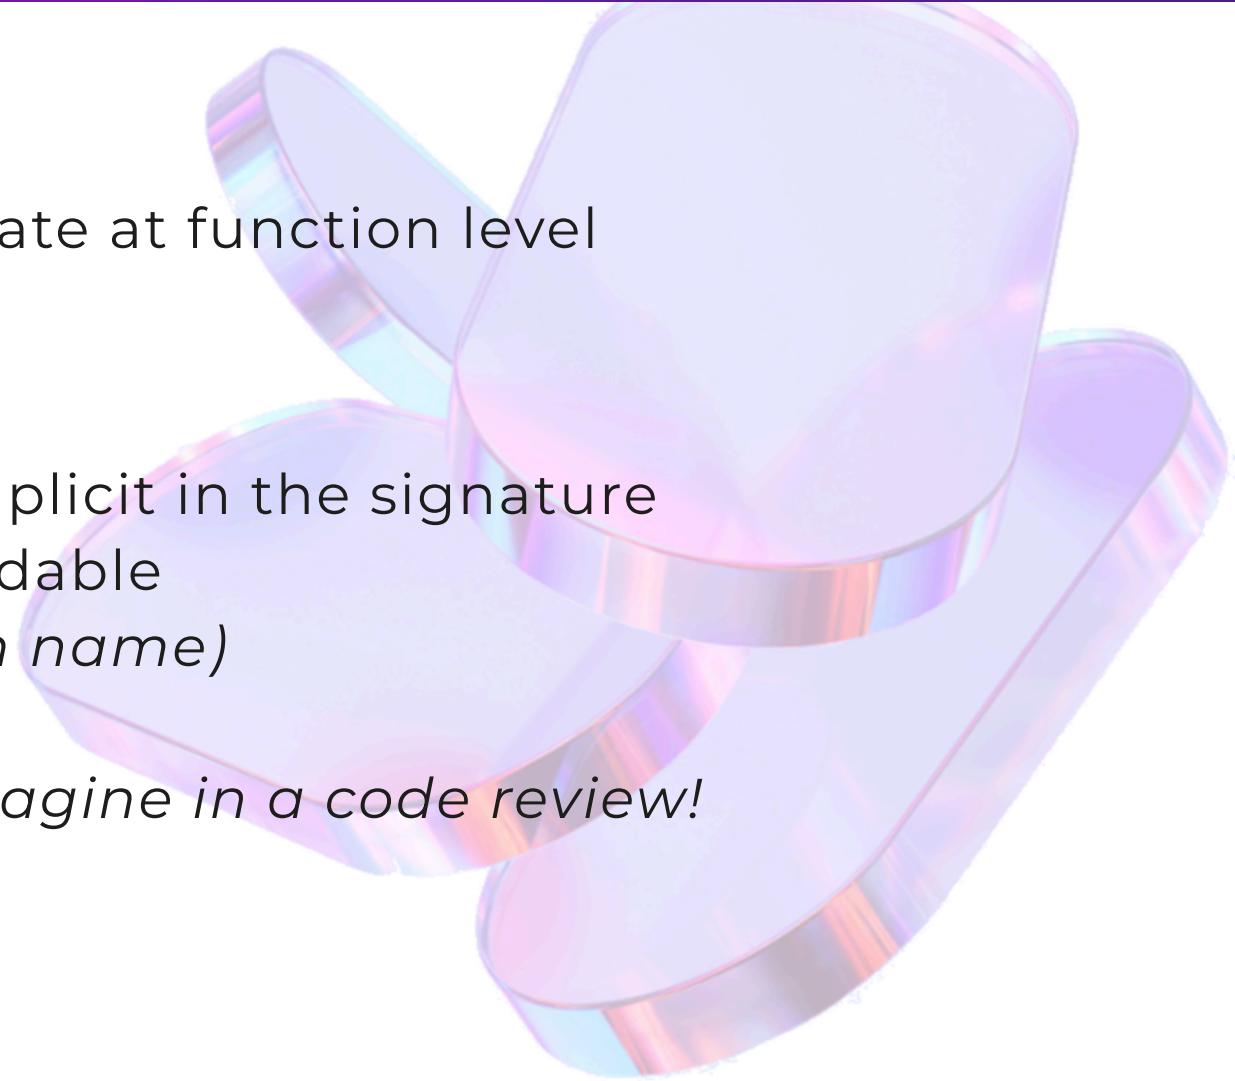 ate at function level
plicit in the signature
dable
name)
agine in a code review!